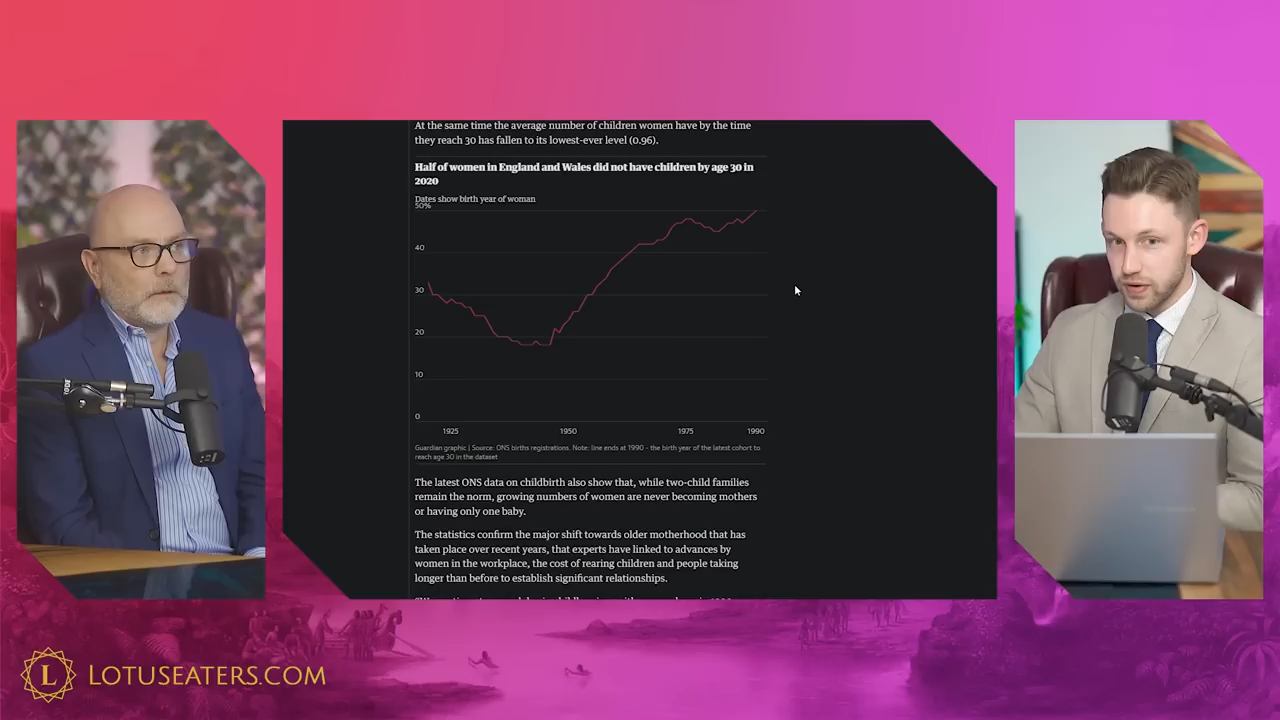 At the same time the average number of children women have by the time
they reach 30 has fallen to its lowest-ever level (0.96).
Half of women in England and Wales did not have children by age 30 in
2020
Dates show birth year of woman
50%
40
30
20
10
0
1925 1950 1975 1990
Guardian graphic | Source: ONS births registrations. Note: line ends at 1990 - the birth year of the latest cohort to
reach age 30 in the dataset
The latest ONS data on childbirth also show that, while two-child families
remain the norm, growing numbers of women are never becoming mothers
or having only one baby.
The statistics confirm the major shift towards older motherhood that has
taken place over recent years, that experts have linked to advances by
women in the workplace, the cost of rearing children and people taking
longer than before to establish significant relationships.
L LOTUSEATERS.COM